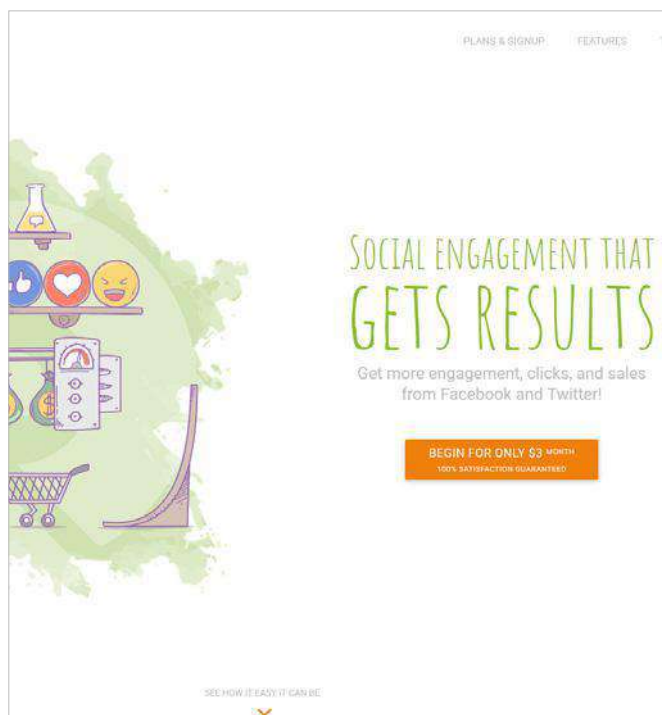 PLANS & SIGNUP FEATURES
SOCIAL ENGAGEMENT THAT
GETS RESULTS
Get more engagement, clicks, and sales
from Facebook and Twitter!
BEGIN FOR ONLY $3 MONTH
100% SATISFACTION GUARANTEED
SEE HOW IT EASY IT CAN BE